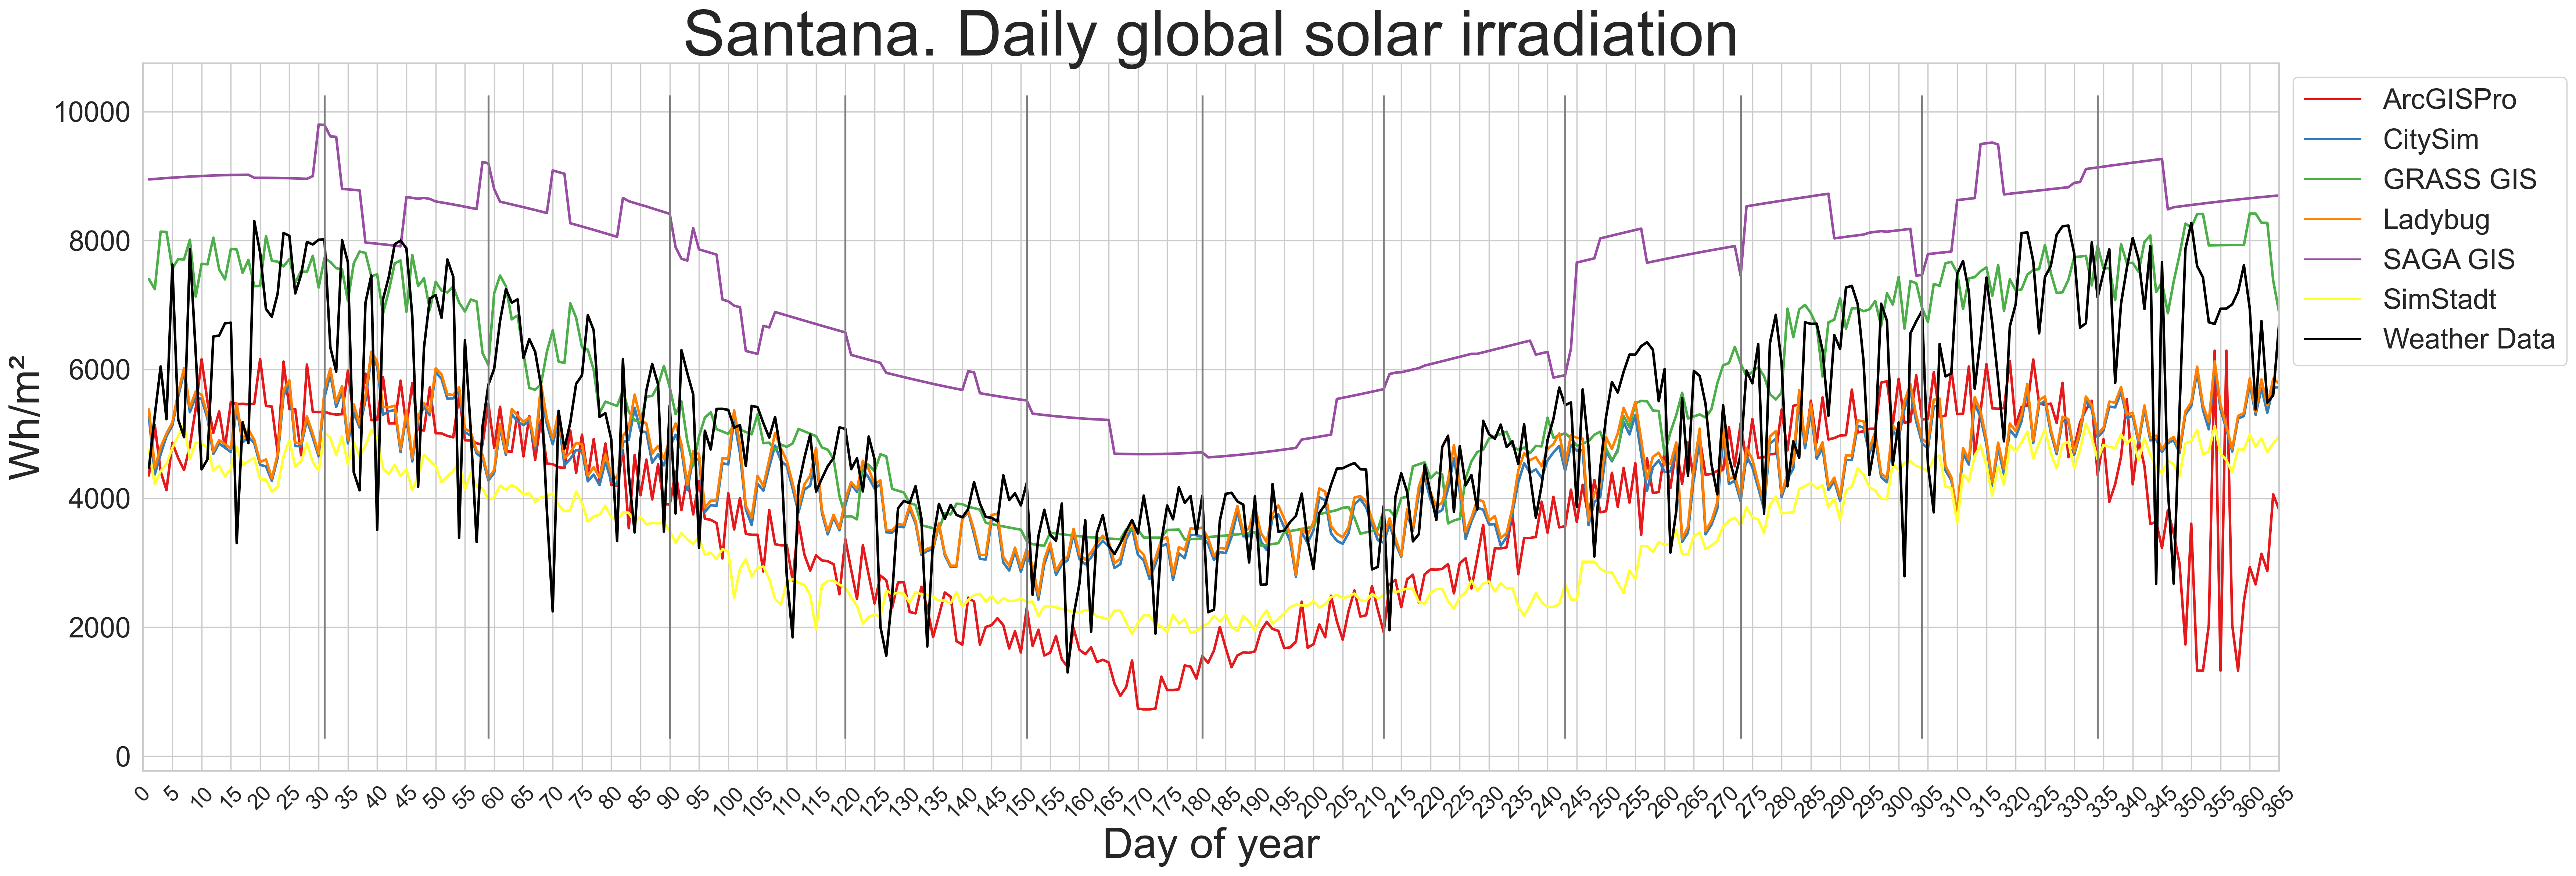 Santana. Daily global solar irradiation
Wh/m²
10000
8000
6000
4000
2000
0
0 5 10 15 20 25 30 35 40 45 50 55 60 65 70 75 80 85 90 95 100 105 110 115 120 125 130 135 140 145 150 155 160 165 170 175 180 185 190 195 200 205 210 215 220 225 230 235 240 245 250 255 260 265 270 275 280 285 290 295 300 305 310 315 320 325 330 335 340 345 350 355 360 365
Day of year
ArcGISPro
CitySim
GRASS GIS
Ladybug
SAGA GIS
SimStadt
Weather Data